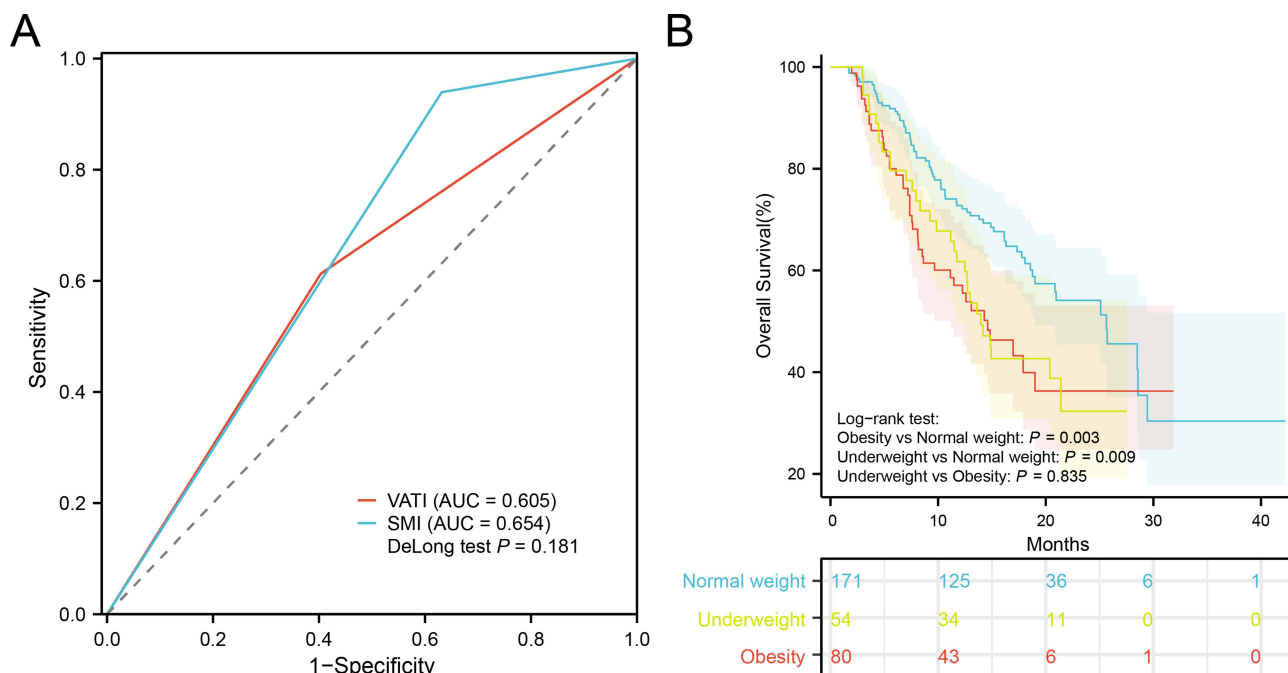 A
1.0
0.8
0.6
0.4
0.2
0.0
Sensitivity
VATI (AUC = 0.605)
SMI (AUC = 0.654)
DeLong test P = 0.181
0.0 0.2 0.4 0.6 0.8 1.0
1−Specificity
B
100
80
60
40
20
Overall Survival(%)
Log−rank test:
Obesity vs Normal weight: P = 0.003
Underweight vs Normal weight: P = 0.009
Underweight vs Obesity: P = 0.835
0 10 20 30 40
Months
Normal weight 171 125 36 6 1
Underweight 54 34 11 0 0
Obesity 80 43 6 1 0